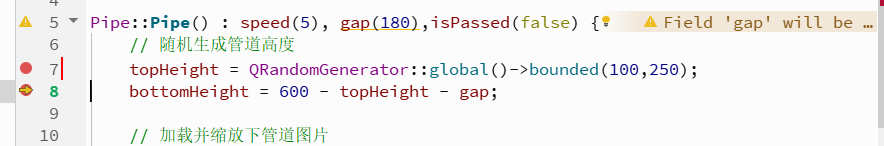 5 Pipe::Pipe() : speed(5), gap(180),isPassed(false) { Field 'gap' will be …
6 // 随机生成管道高度
7 topHeight = QRandomGenerator::global()->bounded(100,250);
8 bottomHeight = 600 - topHeight - gap;
9
10 // 加载并缩放下管道图片